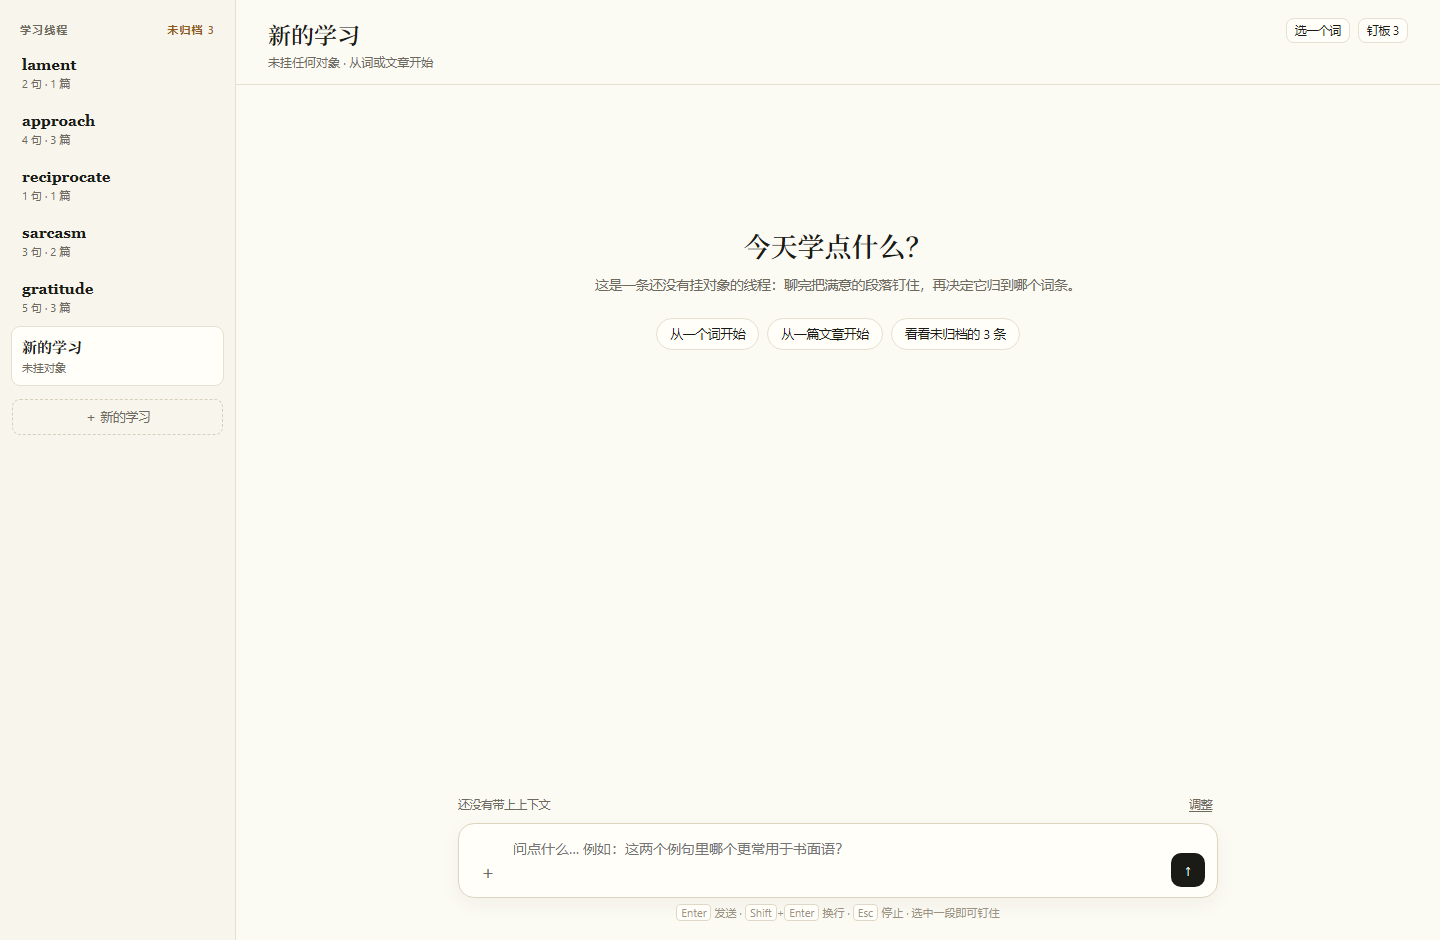 学习线程 未归档 3
lament
2 句 · 1 篇
approach
4 句 · 3 篇
reciprocate
1 句 · 1 篇
sarcasm
3 句 · 2 篇
gratitude
5 句 · 3 篇
新的学习
未挂对象
+ 新的学习
新的学习
未挂任何对象 · 从词或文章开始
选一个词 钉板 3
今天学点什么？
这是一条还没有挂对象的线程：聊完把满意的段落钉住，再决定它归到哪个词条。
从一个词开始 从一篇文章开始 看看未归档的 3 条
还没有带上上下文 调整
问点什么… 例如：这两个例句里哪个更常用于书面语？
+ ↑
Enter 发送 · Shift+Enter 换行 · Esc 停止 · 选中一段即可钉住